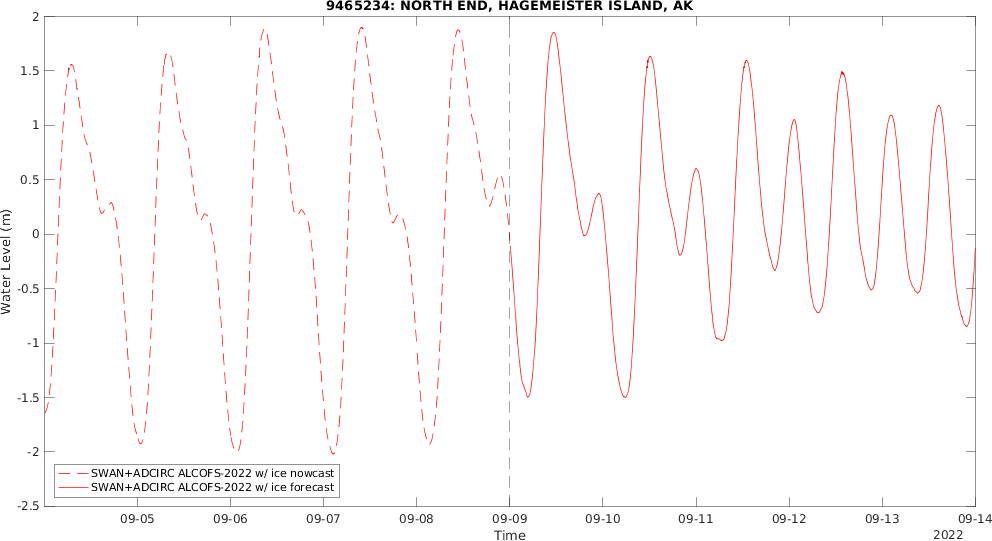 9465234: NORTH END, HAGEMEISTER ISLAND, AK
2
1.5
1
0.5
0
-0.5
-1
-1.5
-2
-2.5
Water Level (m)
SWAN+ADCIRC ALCOFS-2022 w/ ice nowcast
SWAN+ADCIRC ALCOFS-2022 w/ ice forecast
09-05 09-06 09-07 09-08 09-09 09-10 09-11 09-12 09-13 09-14
Time
2022